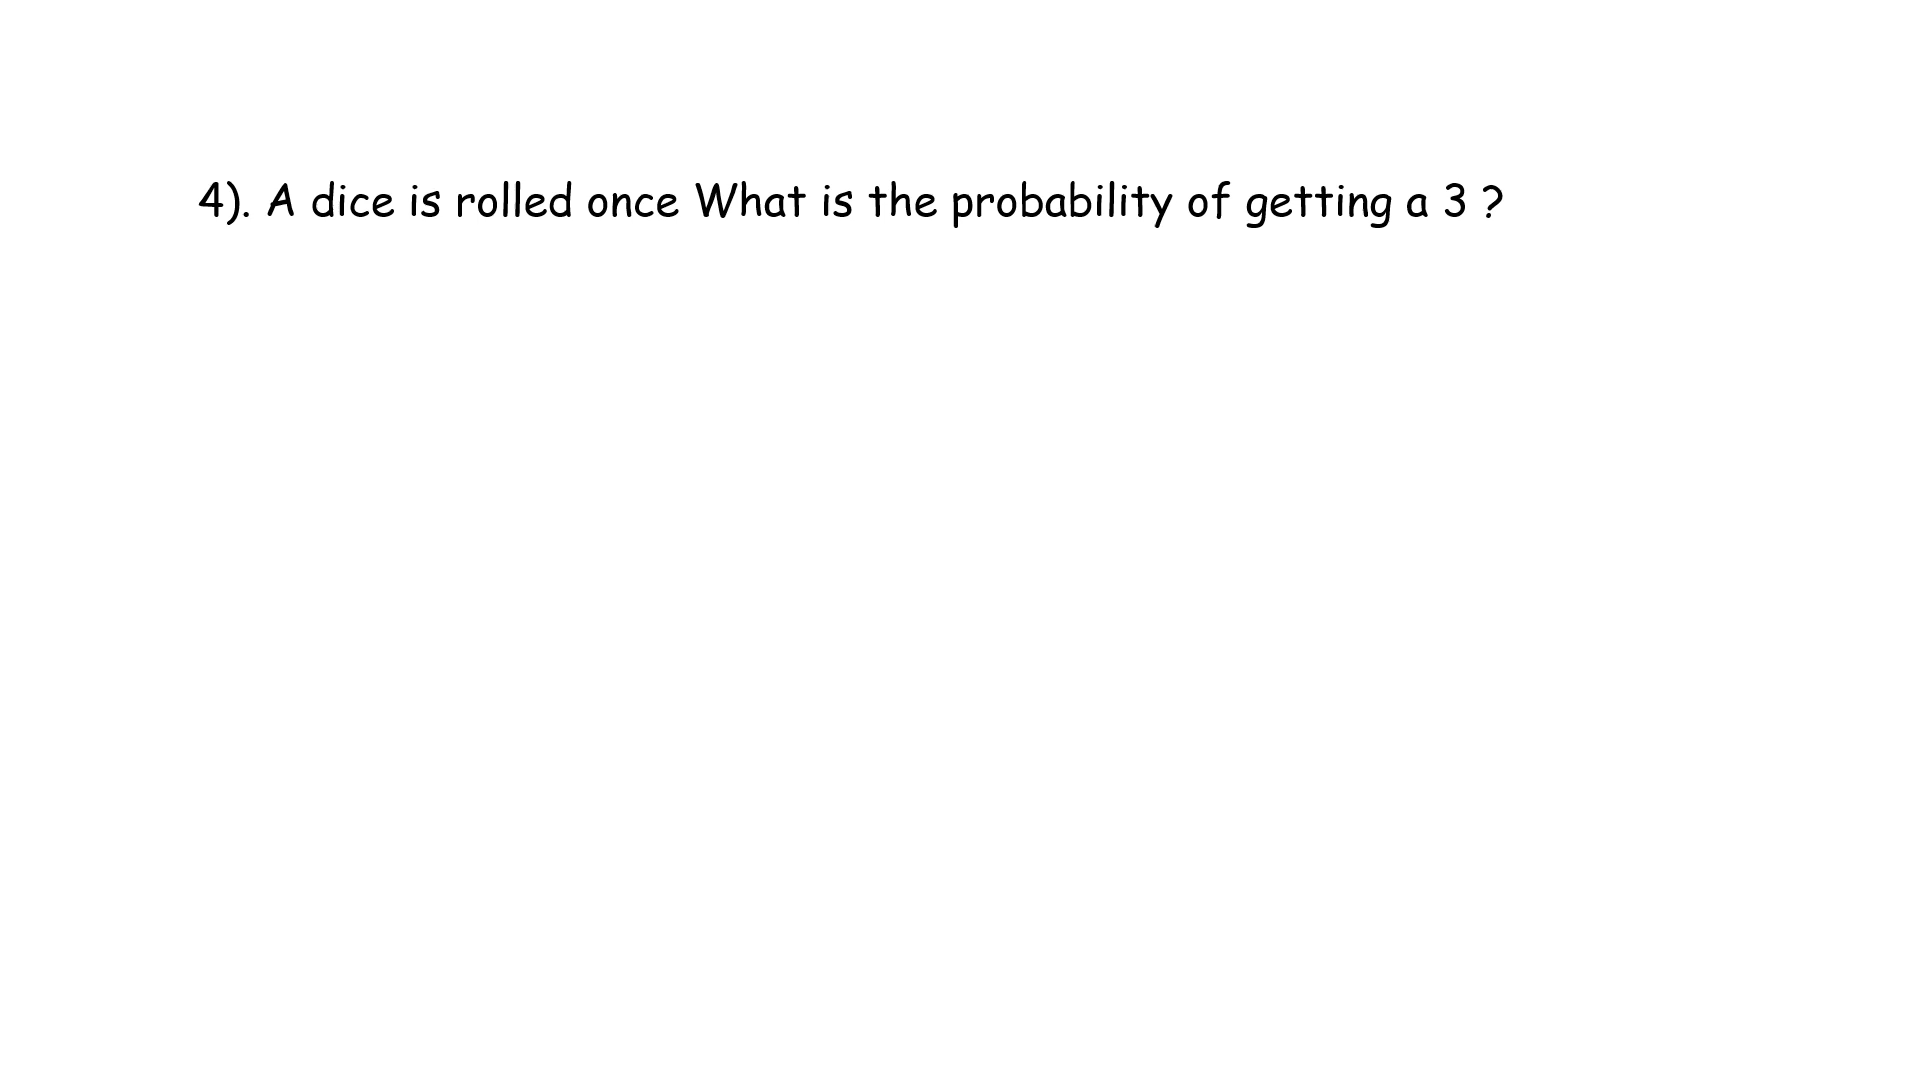 4). A dice is rolled once What is the probability of getting a 3 ?